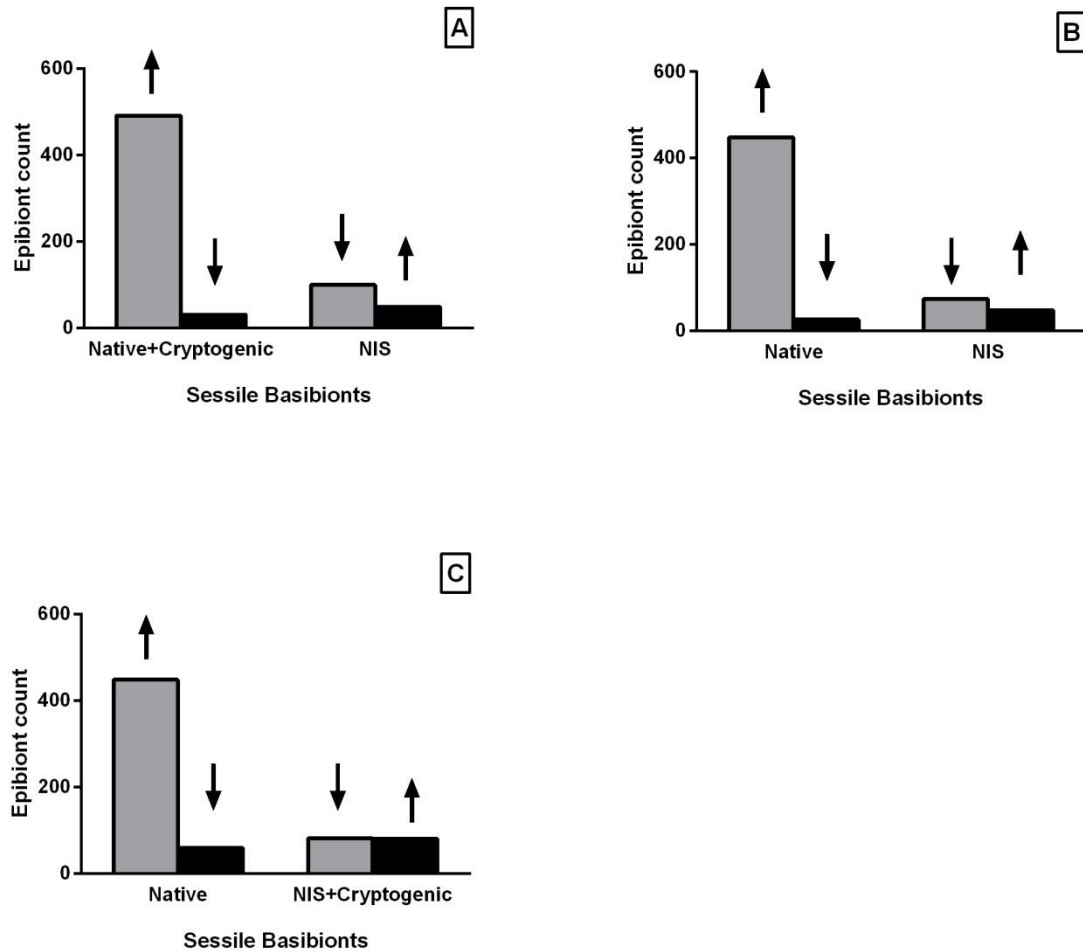 A
600
400
200
0
Epibiont count
Native+Cryptogenic NIS
Sessile Basibionts
B
600
400
200
0
Epibiont count
Native NIS
Sessile Basibionts
C
600
400
200
0
Epibiont count
Native NIS+Cryptogenic
Sessile Basibionts